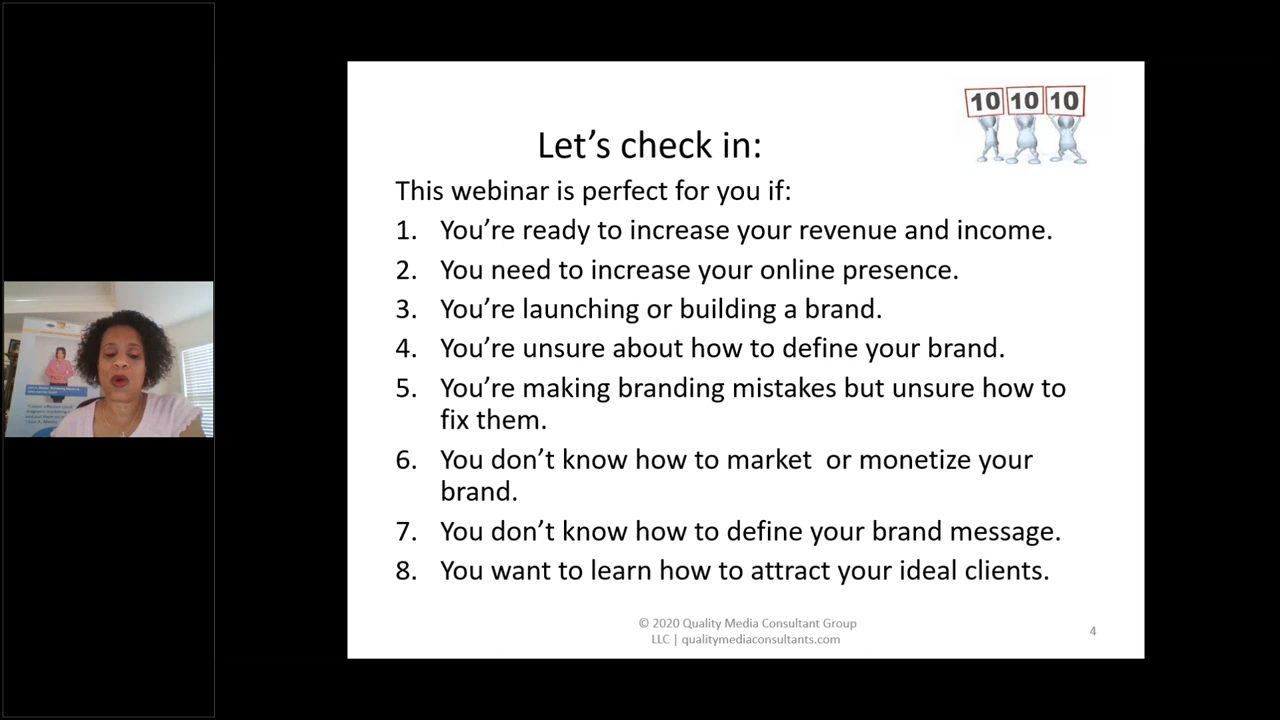 10 10 10
Let's check in:
This webinar is perfect for you if:
1. You're ready to increase your revenue and income.
2. You need to increase your online presence.
3. You're launching or building a brand.
4. You're unsure about how to define your brand.
5. You're making branding mistakes but unsure how to
fix them.
6. You don't know how to market  or monetize your
brand.
7. You don't know how to define your brand message.
8. You want to learn how to attract your ideal clients.
© 2020 Quality Media Consultant Group
LLC | qualitymediaconsultants.com
4